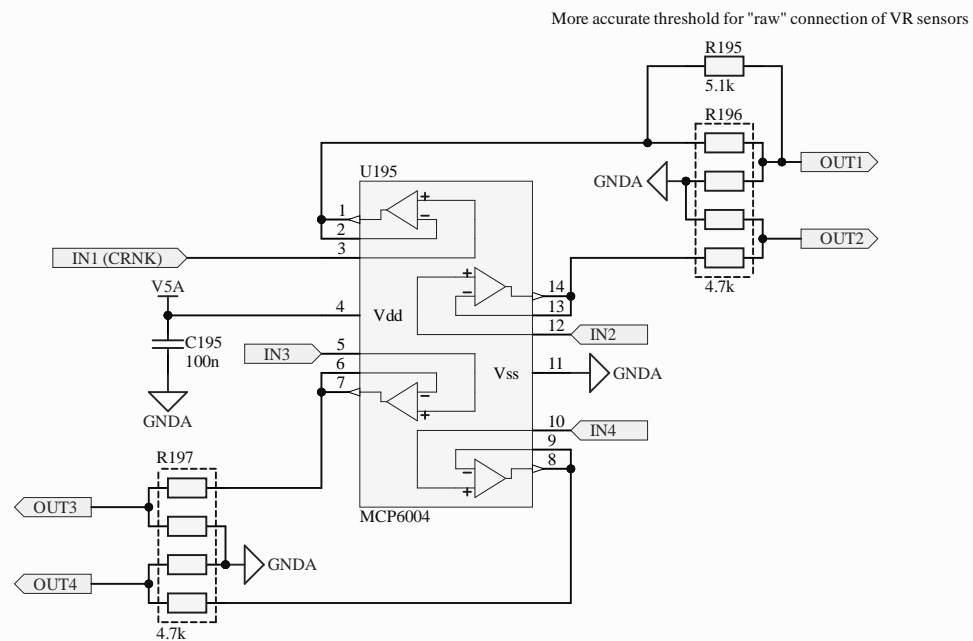 More accurate threshold for "raw" connection of VR sensors
R195
5.1k
R196
OUT1
GNDA
OUT2
4.7k
U195
+
−
1
2
3
IN1 (CRNK)
+
−
14
13
12
IN2
V5A
4
Vdd
C195
100n
GNDA
IN3
5
6
7
−
+
Vss
11
GNDA
10
IN4
9
8
−
+
MCP6004
R197
OUT3
GNDA
OUT4
4.7k